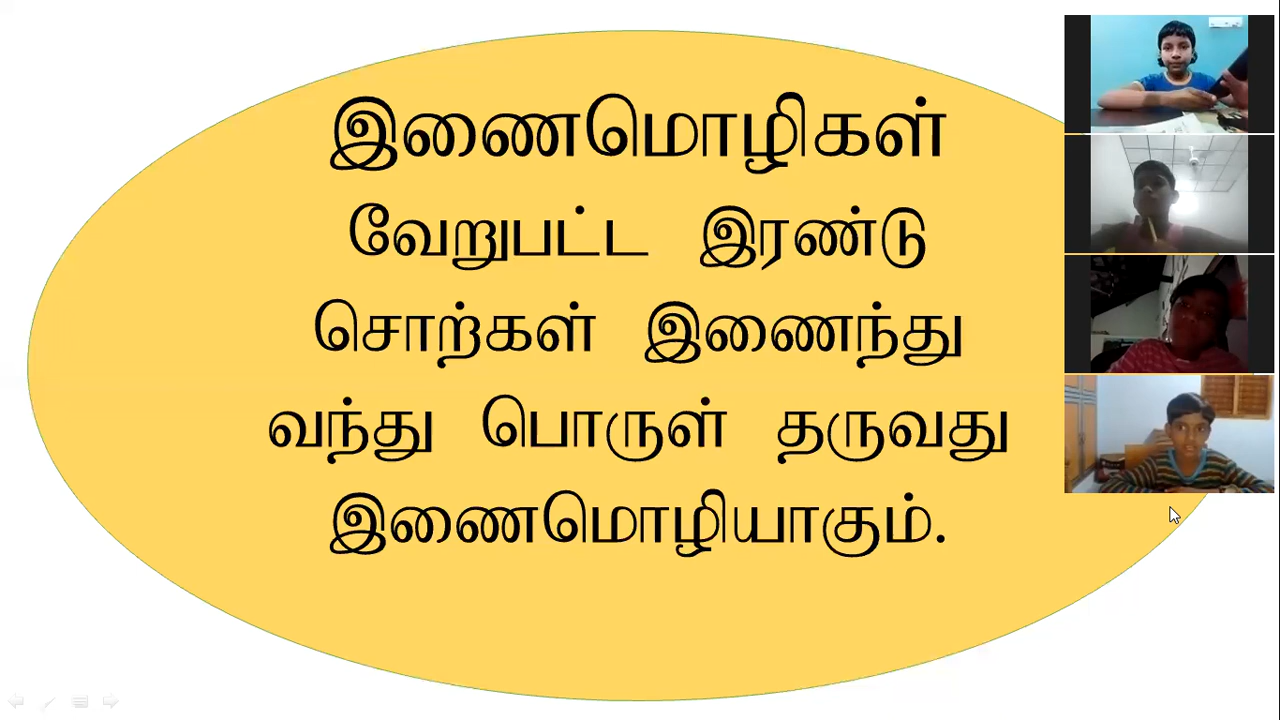 இணைமொழிகள்
வேறுபட்ட இரண்டு
சொற்கள் இணைந்து
வந்து பொருள் தருவது
இணைமொழியாகும்.